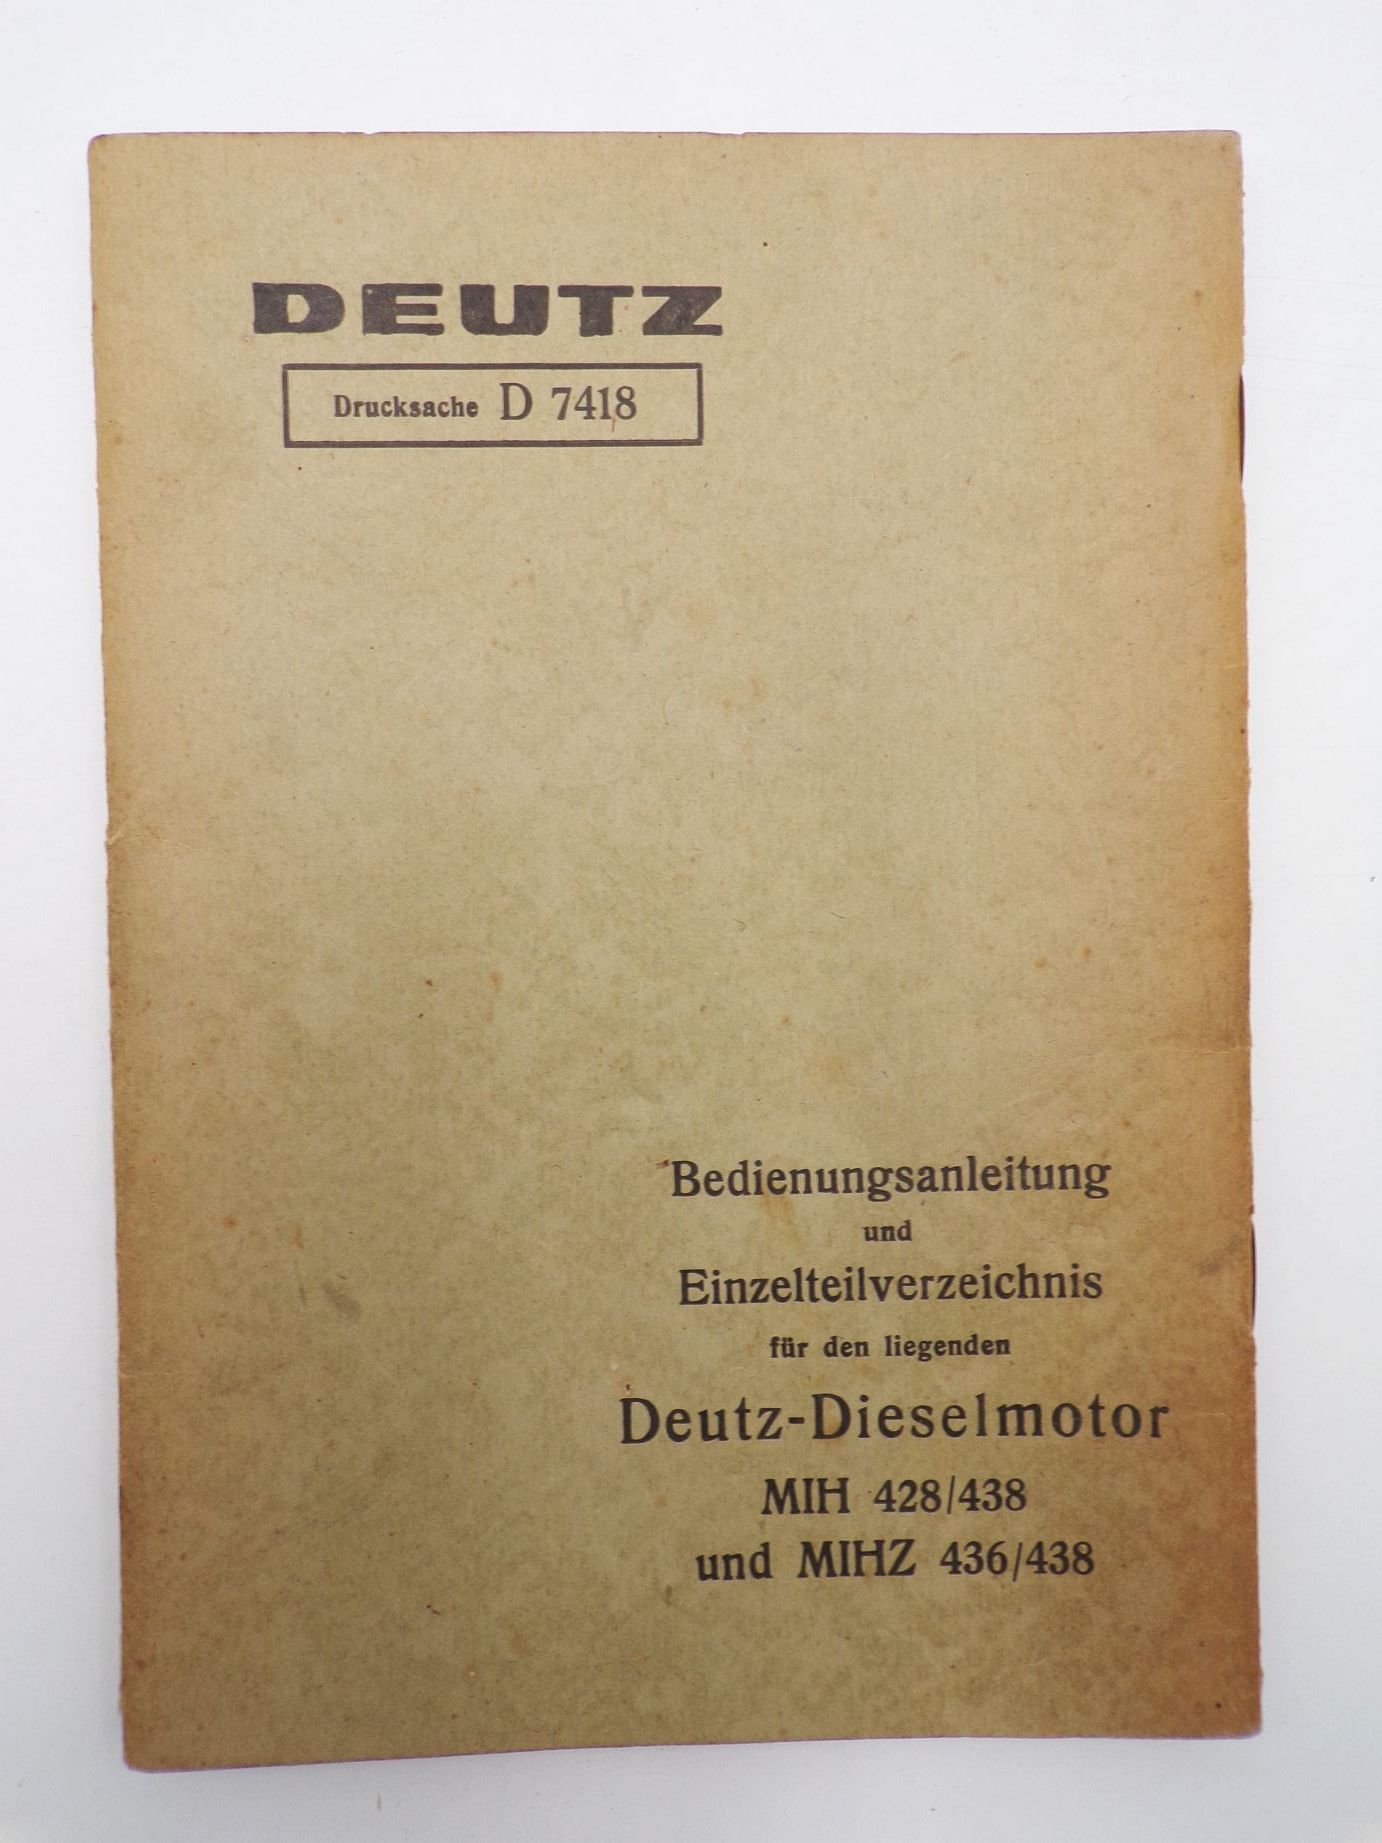 DEUTZ
Drucksache D 7418
Bedienungsanleitung
und
Einzelteilverzeichnis
für den liegenden
Deutz-Dieselmotor
MIH 428/438
und MIHZ 436/438